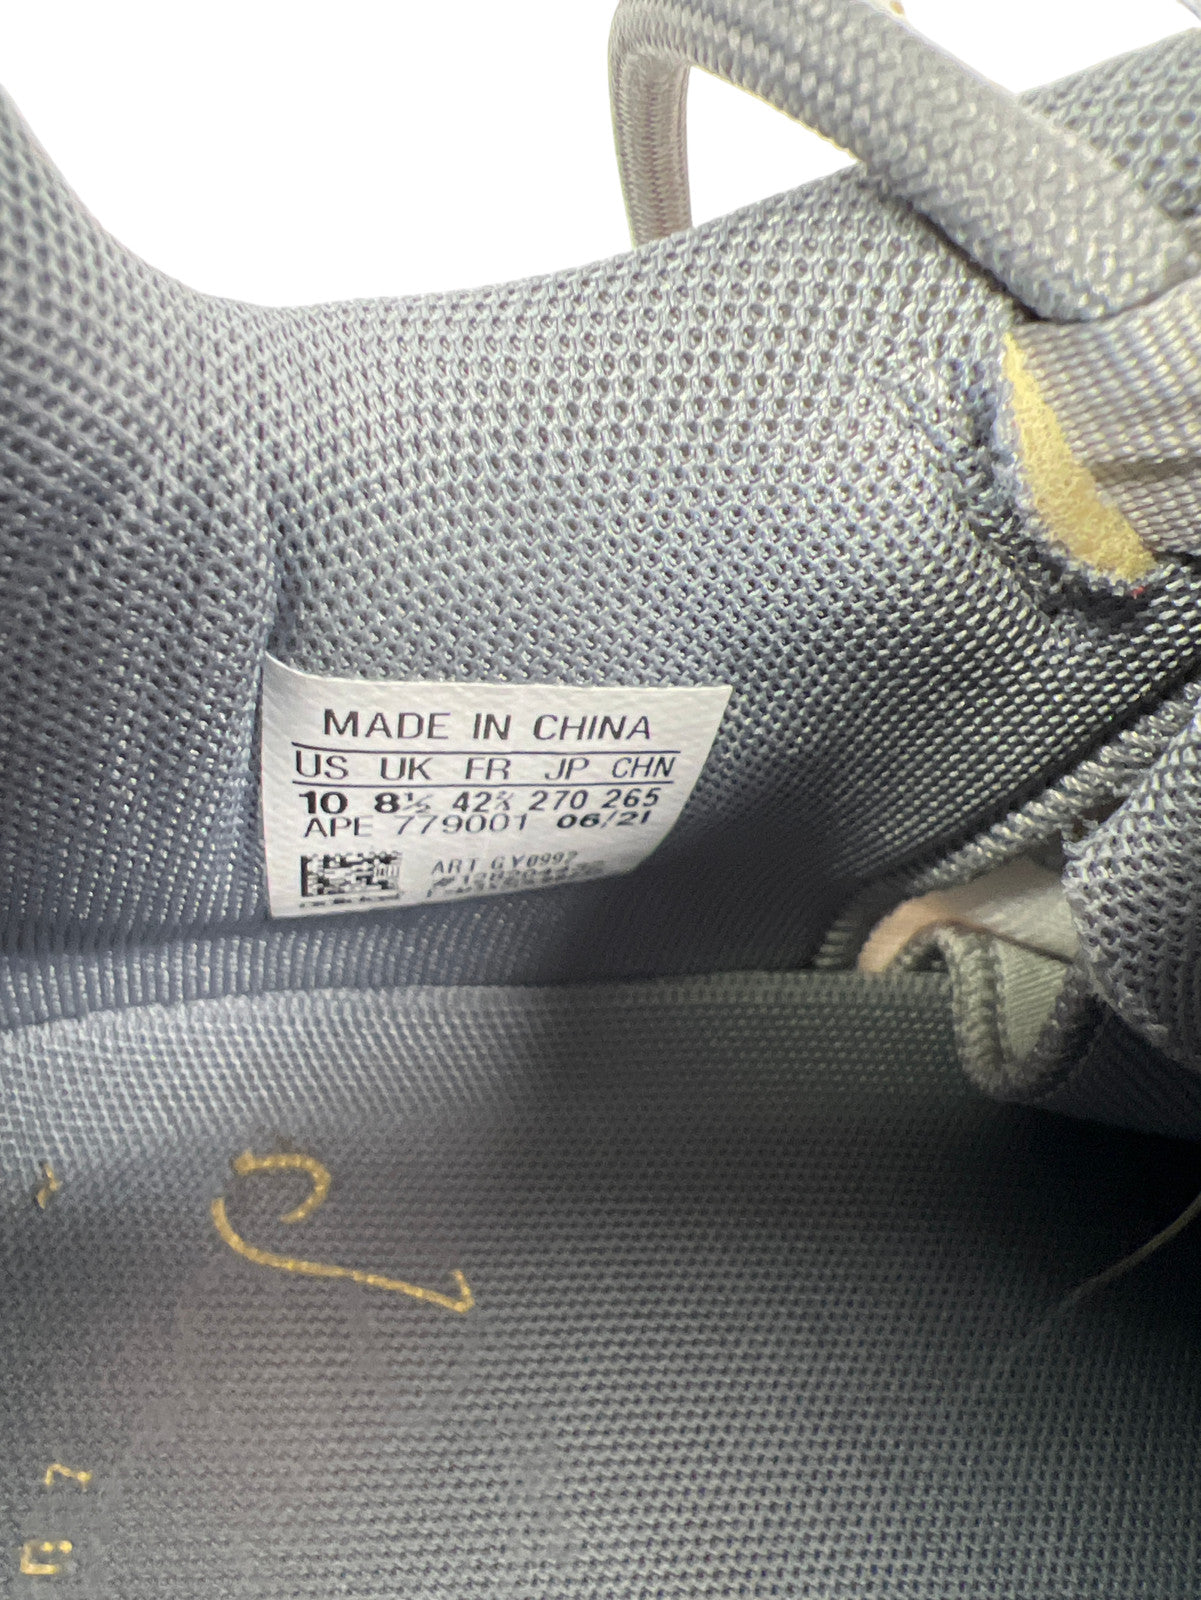 MADE IN CHINA
US UK FR JP CHN
10 8½ 42⅔ 270 265
APE 779001 06/21
ART